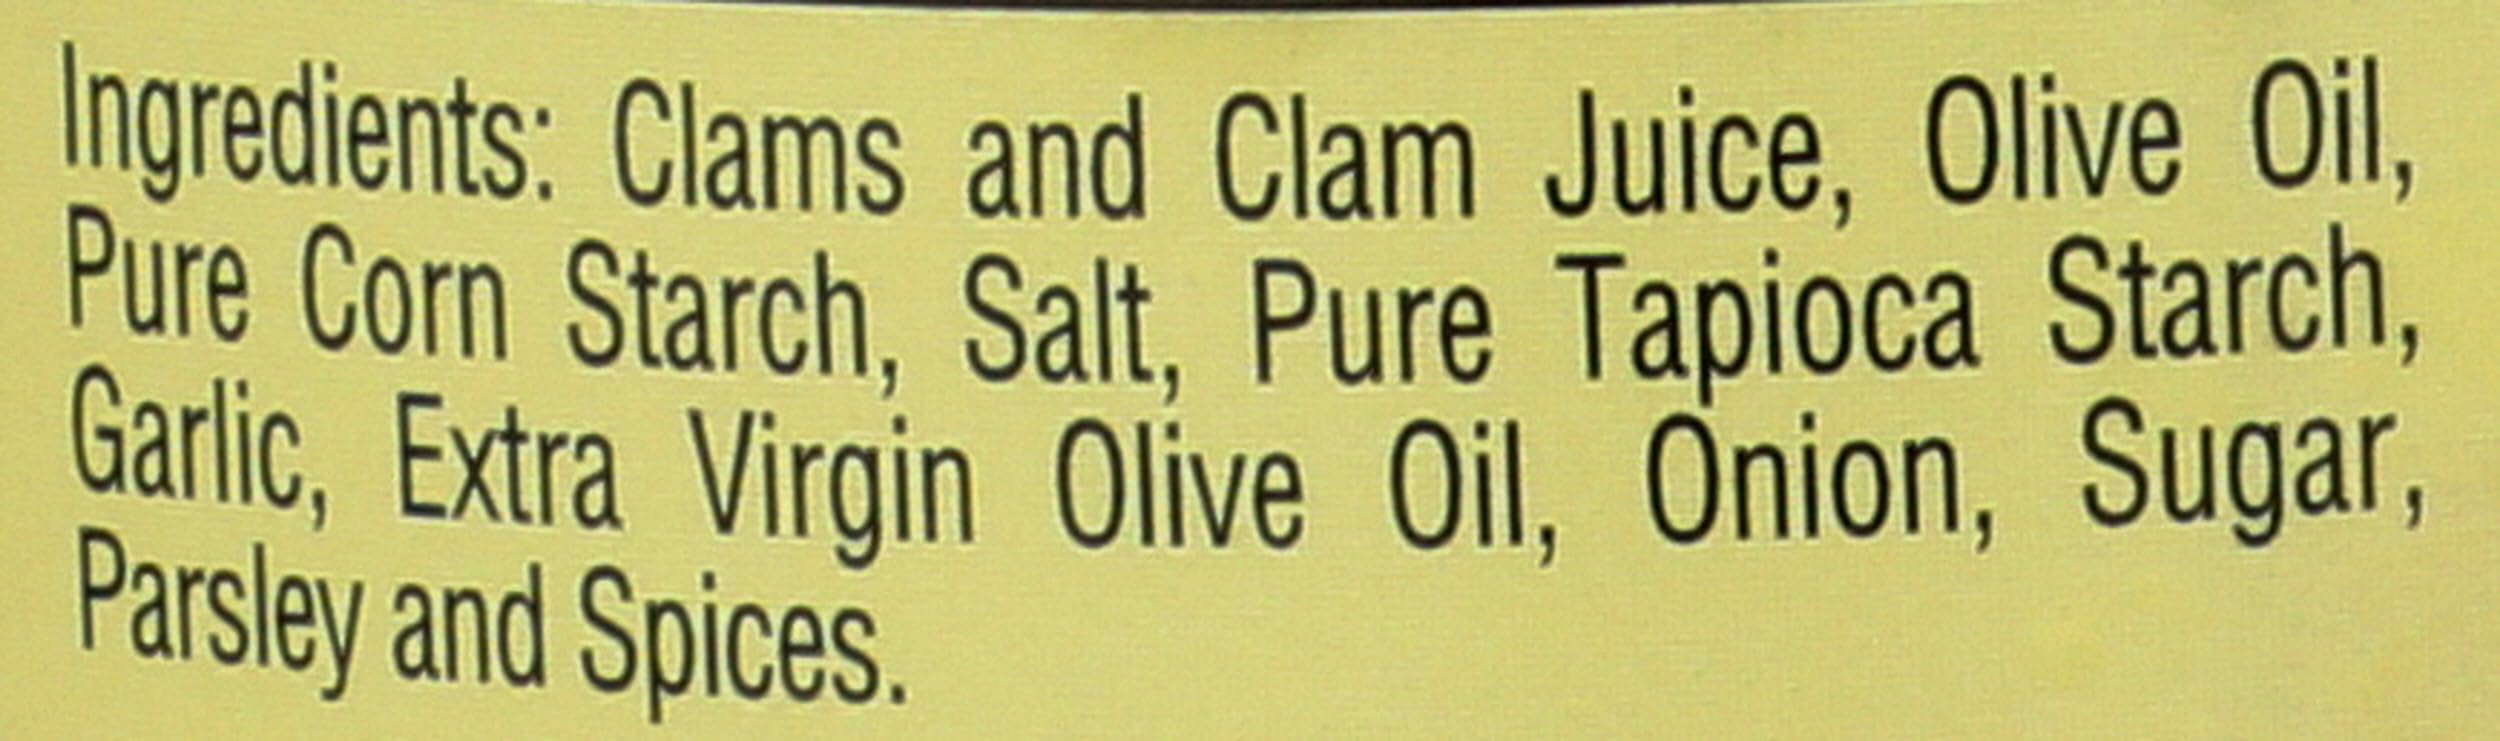 Ingredients: Clams and Clam Juice, Olive Oil,
Pure Corn Starch, Salt, Pure Tapioca Starch,
Garlic, Extra Virgin Olive Oil, Onion, Sugar,
Parsley and Spices.